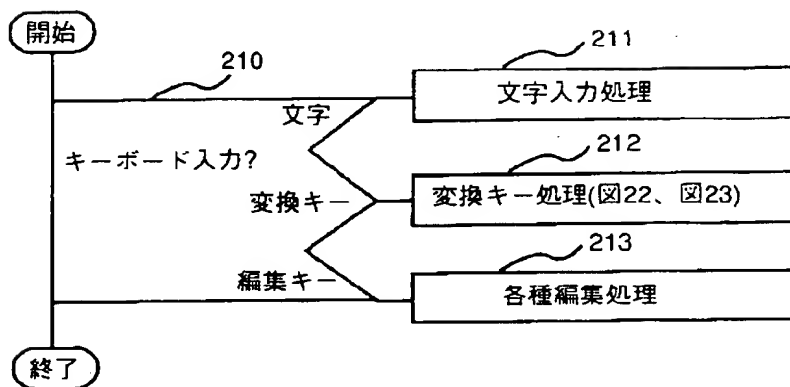 開始
210
211
文字
文字入力処理
キーボード入力?
212
変換キー
変換キー処理(図22、図23)
213
編集キー
各種編集処理
終了